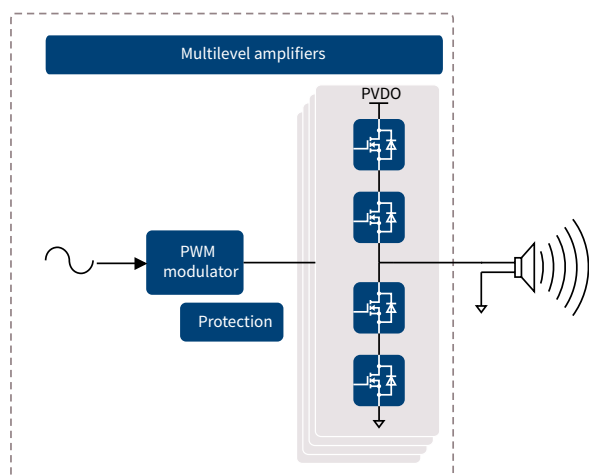 Multilevel amplifiers
PVDO
PWM
modulator
Protection